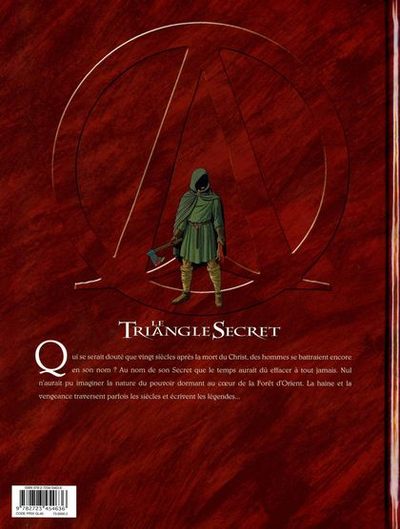 LE
TRIANGLE SECRET
Qui se serait douté que vingt siècles après la mort du Christ, des hommes se battraient encore
en son nom ? Au nom de son Secret que le temps aurait dû effacer à tout jamais. Nul
n'aurait pu imaginer la nature du pouvoir dormant au cœur de la Forêt d'Orient. La haine et la
vengeance traversent parfois les siècles et écrivent les légendes...
9 782723 454636